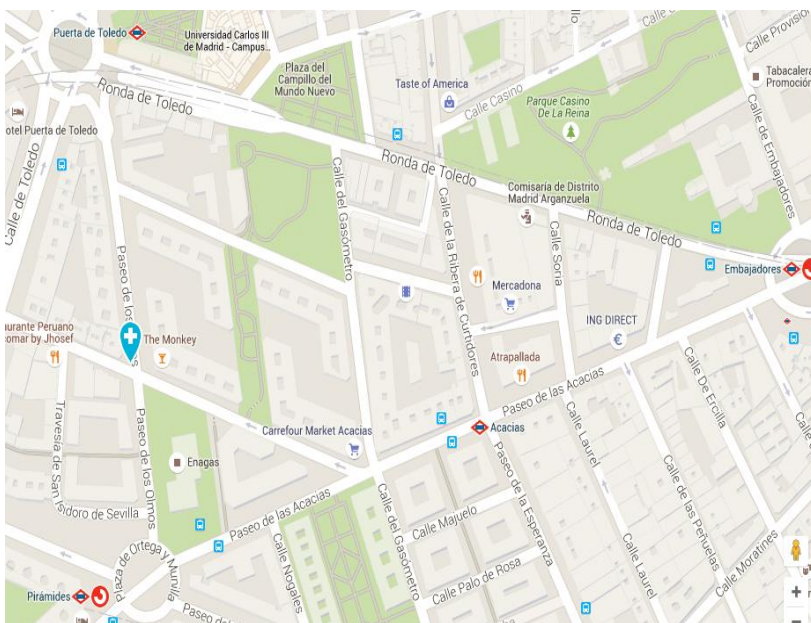 Puerta de Toledo
Universidad Carlos III
de Madrid - Campus...
Plaza del
Campillo del
Mundo Nuevo
Taste of America
Calle Casino
Parque Casino
De La Reina
Calle Provisio
Tabacalera
Promoción
Ronda de Toledo
otel Puerta de Toledo
Calle de Toledo
Calle de Embajadores
Ronda de Toledo
Comisaria de Distrito
Madrid Arganzuela
Ronda de Toledo
Embajadores
Calle del Gasómetro
Calle de la Ribera de Curtidores
Calle Soria
Mercadona
ING DIRECT
Paseo de los
aurante Peruano
omar by Jhosef
The Monkey
Atrapallada
Paseo de las Acacias
Calle De Ercilla
Carrefour Market Acacias
Acacias
Travesía de San
Isidoro de Sevilla
Paseo de los Olmos
Enagas
Calle Laurel
Calle de las Peñuelas
Paseo de la Esperanza
Paseo de las Acacias
Calle del Gasómetro
Calle Majuelo
Calle Nogales
Plaza de Ortega y Munilla
Calle Palo de Rosa
Calle Laurel
Calle Moratines
Pirámides
Paseo de